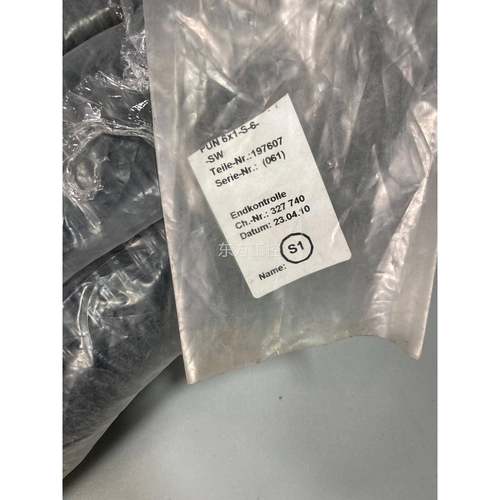 PUN 6x1-S-6-
-SW
Teile-Nr.:197607
Serie-Nr.: (061)
Endkontrolle
Ch.-Nr.: 327 740
Datum: 23.04.10
S1
Name: